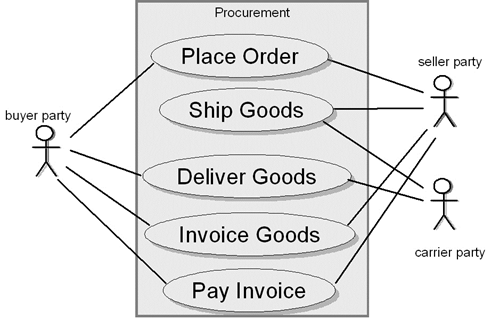 Procurement
Place Order
seller party
Ship Goods
buyer party
Deliver Goods
Invoice Goods
carrier party
Pay Invoice